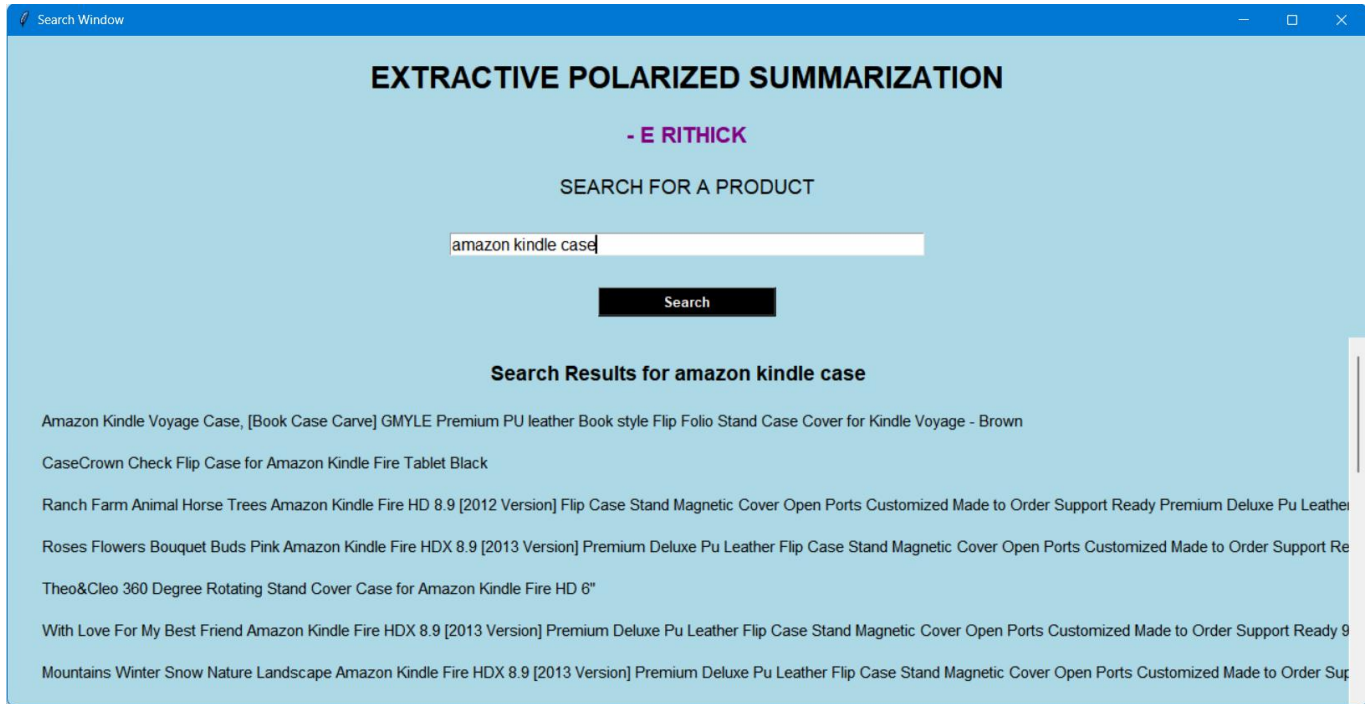 Search Window
EXTRACTIVE POLARIZED SUMMARIZATION
- E RITHICK
SEARCH FOR A PRODUCT
amazon kindle case
Search
Search Results for amazon kindle case
Amazon Kindle Voyage Case, [Book Case Carve] GMYLE Premium PU leather Book style Flip Folio Stand Case Cover for Kindle Voyage - Brown
CaseCrown Check Flip Case for Amazon Kindle Fire Tablet Black
Ranch Farm Animal Horse Trees Amazon Kindle Fire HD 8.9 [2012 Version] Flip Case Stand Magnetic Cover Open Ports Customized Made to Order Support Ready Premium Deluxe Pu Leather
Roses Flowers Bouquet Buds Pink Amazon Kindle Fire HDX 8.9 [2013 Version] Premium Deluxe Pu Leather Flip Case Stand Magnetic Cover Open Ports Customized Made to Order Support Re
Theo&Cleo 360 Degree Rotating Stand Cover Case for Amazon Kindle Fire HD 6"
With Love For My Best Friend Amazon Kindle Fire HDX 8.9 [2013 Version] Premium Deluxe Pu Leather Flip Case Stand Magnetic Cover Open Ports Customized Made to Order Support Ready 9
Mountains Winter Snow Nature Landscape Amazon Kindle Fire HDX 8.9 [2013 Version] Premium Deluxe Pu Leather Flip Case Stand Magnetic Cover Open Ports Customized Made to Order Sup